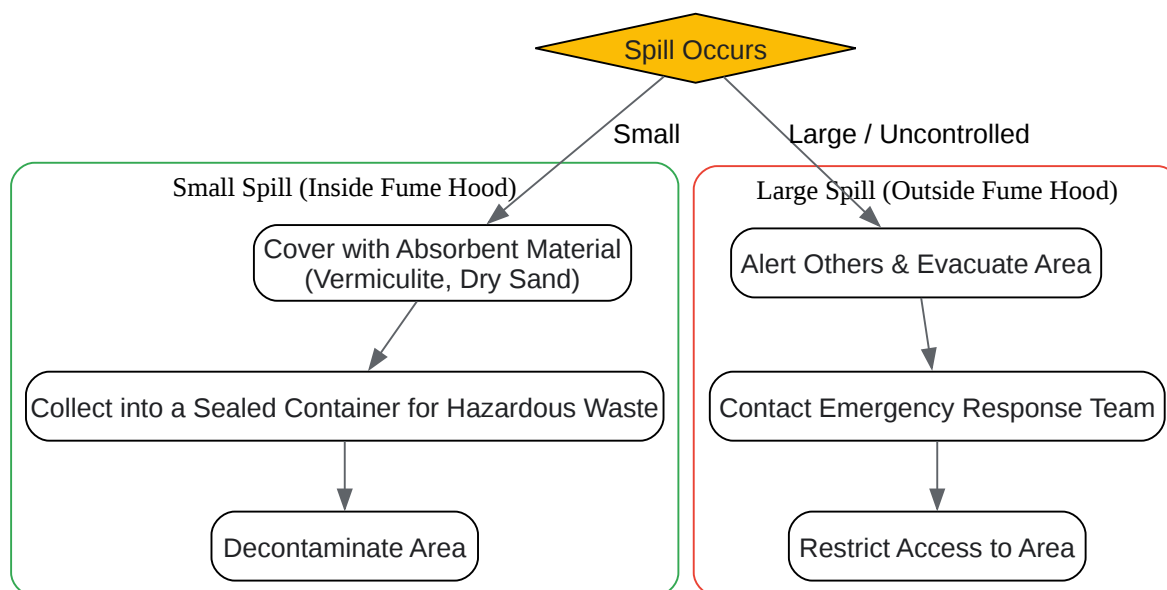 Spill Occurs
Small
Large / Uncontrolled
Small Spill (Inside Fume Hood)
Cover with Absorbent Material
(Vermiculite, Dry Sand)
Collect into a Sealed Container for Hazardous Waste
Decontaminate Area
Large Spill (Outside Fume Hood)
Alert Others & Evacuate Area
Contact Emergency Response Team
Restrict Access to Area